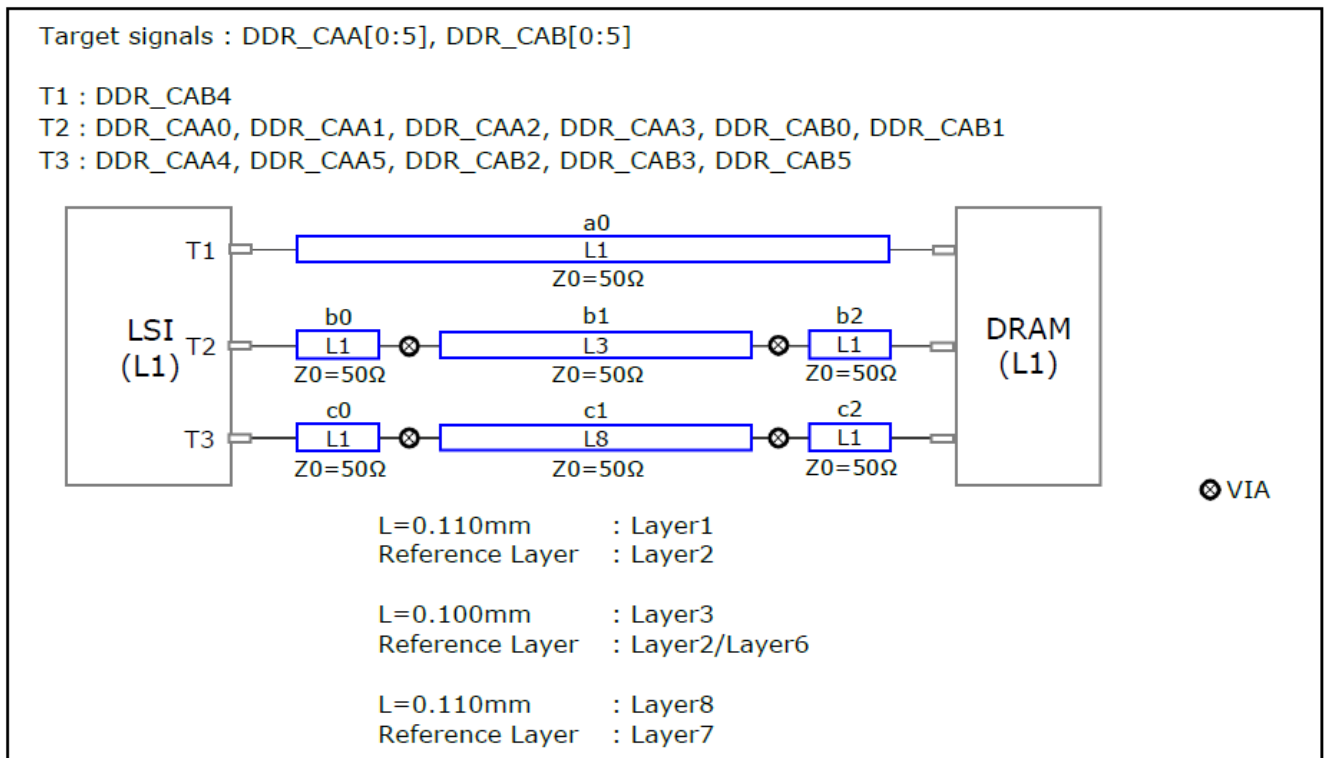 Target signals : DDR_CAA[0:5], DDR_CAB[0:5]
T1 : DDR_CAB4
T2 : DDR_CAA0, DDR_CAA1, DDR_CAA2, DDR_CAA3, DDR_CAB0, DDR_CAB1
T3 : DDR_CAA4, DDR_CAA5, DDR_CAB2, DDR_CAB3, DDR_CAB5
a0
T1 L1
Z0=50Ω
LSI
(L1)
b0 b1 b2
T2 L1 L3 L1
Z0=50Ω Z0=50Ω Z0=50Ω
DRAM
(L1)
c0 c1 c2
T3 L1 L8 L1
Z0=50Ω Z0=50Ω Z0=50Ω
VIA
L=0.110mm : Layer1
Reference Layer : Layer2
L=0.100mm : Layer3
Reference Layer : Layer2/Layer6
L=0.110mm : Layer8
Reference Layer : Layer7